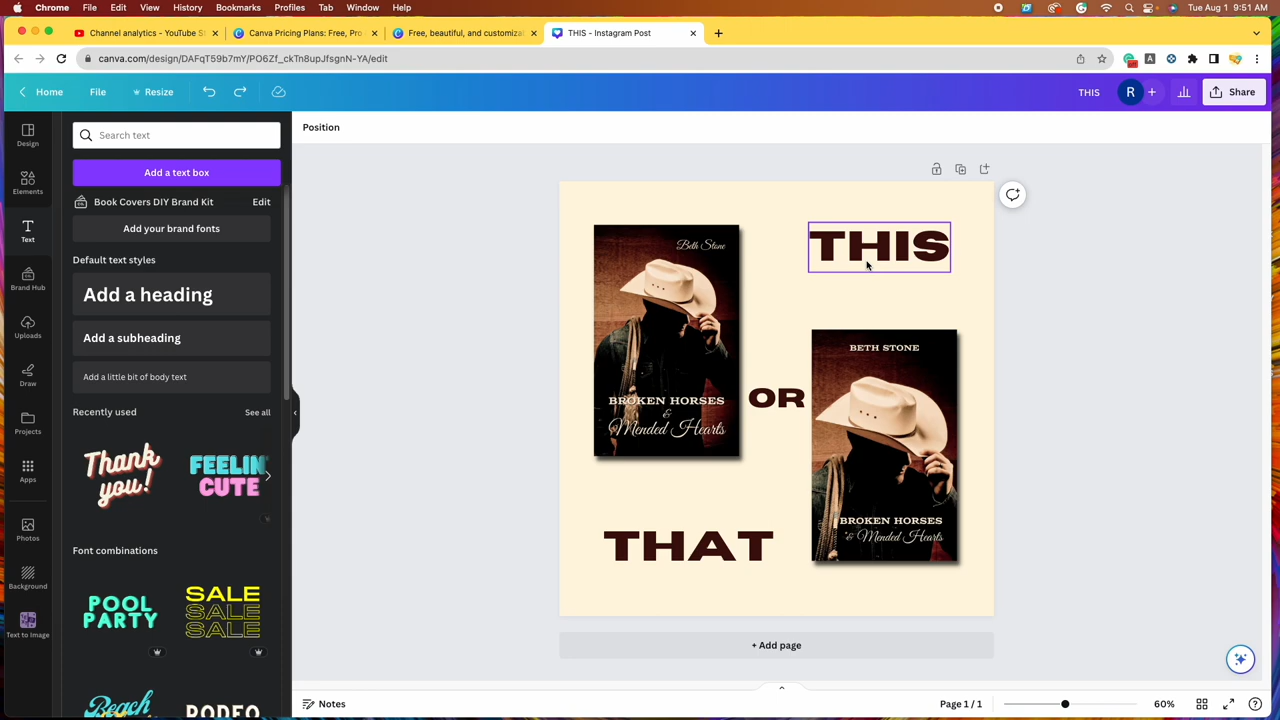 Chrome File Edit View History Bookmarks Profiles Tab Window Help Tue Aug 1 9:51 AM
Channel analytics - YouTube S
Canva Pricing Plans: Free, Pro
Free, beautiful, and customiza
THIS - Instagram Post
canva.com/design/DAFqT59b7mY/PO6Zf_ckTn8upJfsgnN-YA/edit
Home File Resize THIS R Share
Design
Elements
Text
Brand Hub
Uploads
Draw
Projects
Apps
Photos
Background
Text to Image
Search text
Add a text box
Book Covers DIY Brand Kit Edit
Add your brand fonts
Default text styles
Add a heading
Add a subheading
Add a little bit of body text
Recently used See all
Thank
you!
FEELIN'
CUTE
Font combinations
POOL
PARTY
SALE
SALE
SALE
Beach
RODEO
Position
Beth Stone
BROKEN HORSES
&
Mended Hearts
THIS
OR
BETH STONE
BROKEN HORSES
& Mended Hearts
THAT
+ Add page
Notes Page 1 / 1 60%